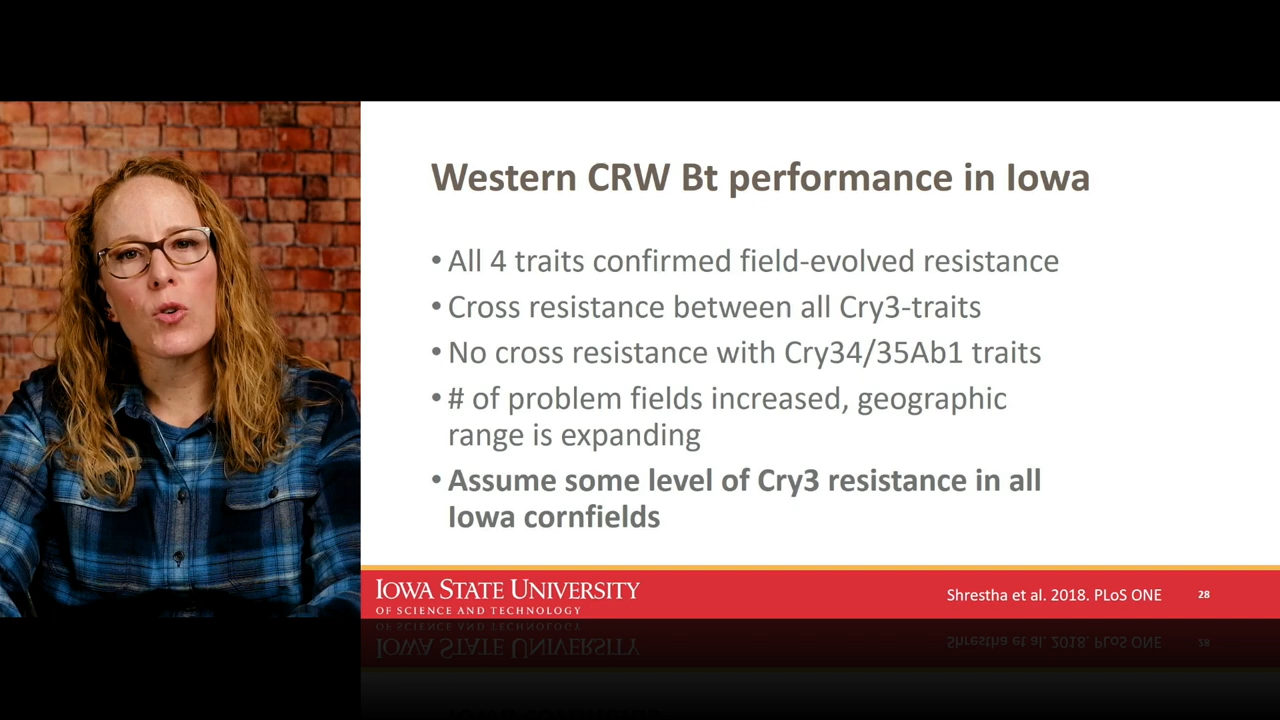 Western CRW Bt performance in Iowa
• All 4 traits confirmed field-evolved resistance
• Cross resistance between all Cry3-traits
• No cross resistance with Cry34/35Ab1 traits
• # of problem fields increased, geographic
range is expanding
• Assume some level of Cry3 resistance in all
Iowa cornfields
IOWA STATE UNIVERSITY
OF SCIENCE AND TECHNOLOGY
Shrestha et al. 2018. PLoS ONE
28